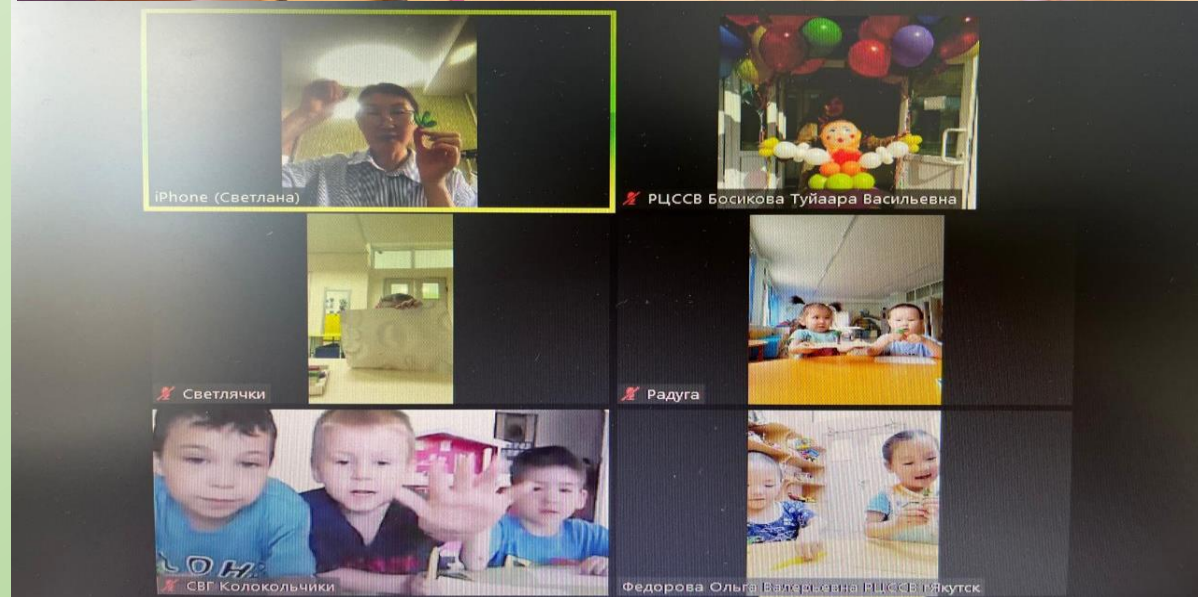 iPhone (Светлана)
РЦССВ Босикова Туйаара Васильевна
Светлячки
Радуга
СВГ Колокольчики
Федорова Ольга Валерьевна РЦССВ г.Якутск